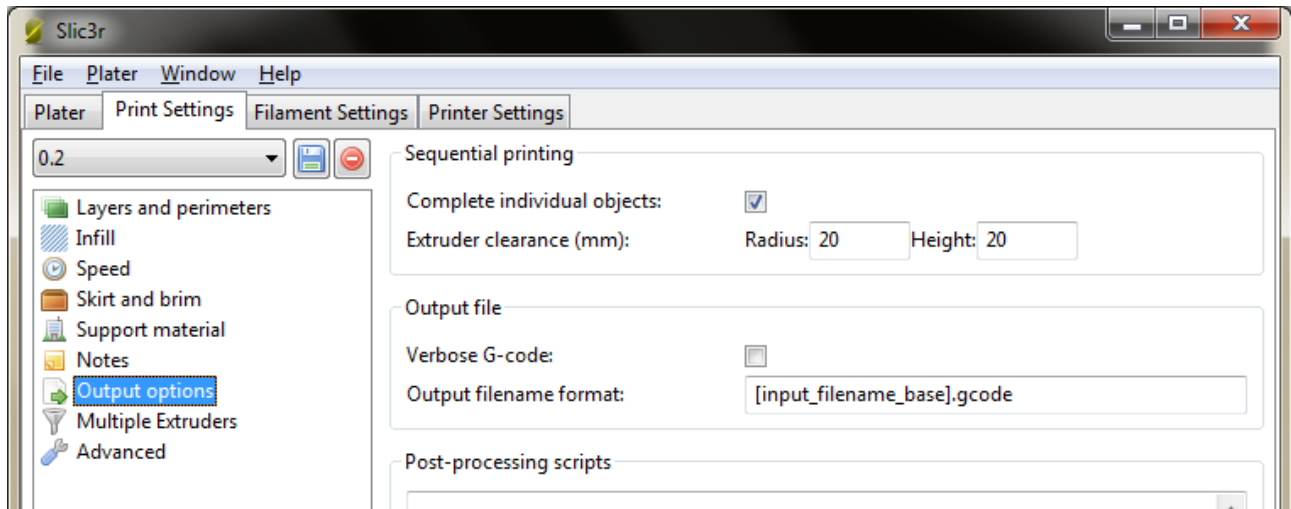 Slic3r
File Plater Window Help
Plater Print Settings Filament Settings Printer Settings
0.2
Layers and perimeters
Infill
Speed
Skirt and brim
Support material
Notes
Output options
Multiple Extruders
Advanced
Sequential printing
Complete individual objects:
Extruder clearance (mm): Radius: 20 Height: 20
Output file
Verbose G-code:
Output filename format: [input_filename_base].gcode
Post-processing scripts